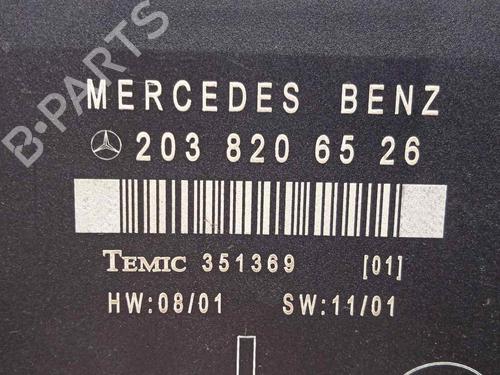 B-PARTS
MERCEDES BENZ
203 820 65 26
TEMIC 351369 [01]
HW:08/01 SW:11/01